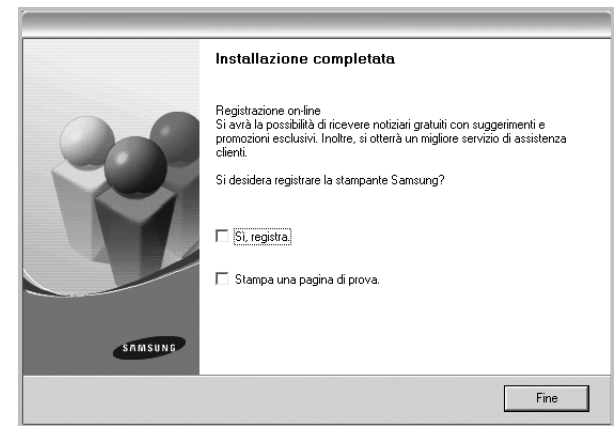 Installazione completata
Registrazione on-line
Si avrà la possibilità di ricevere notiziari gratuiti con suggerimenti e
promozioni esclusivi. Inoltre, si otterrà un migliore servizio di assistenza
clienti.
Si desidera registrare la stampante Samsung?
Sì, registra.
Stampa una pagina di prova.
SAMSUNG
Fine